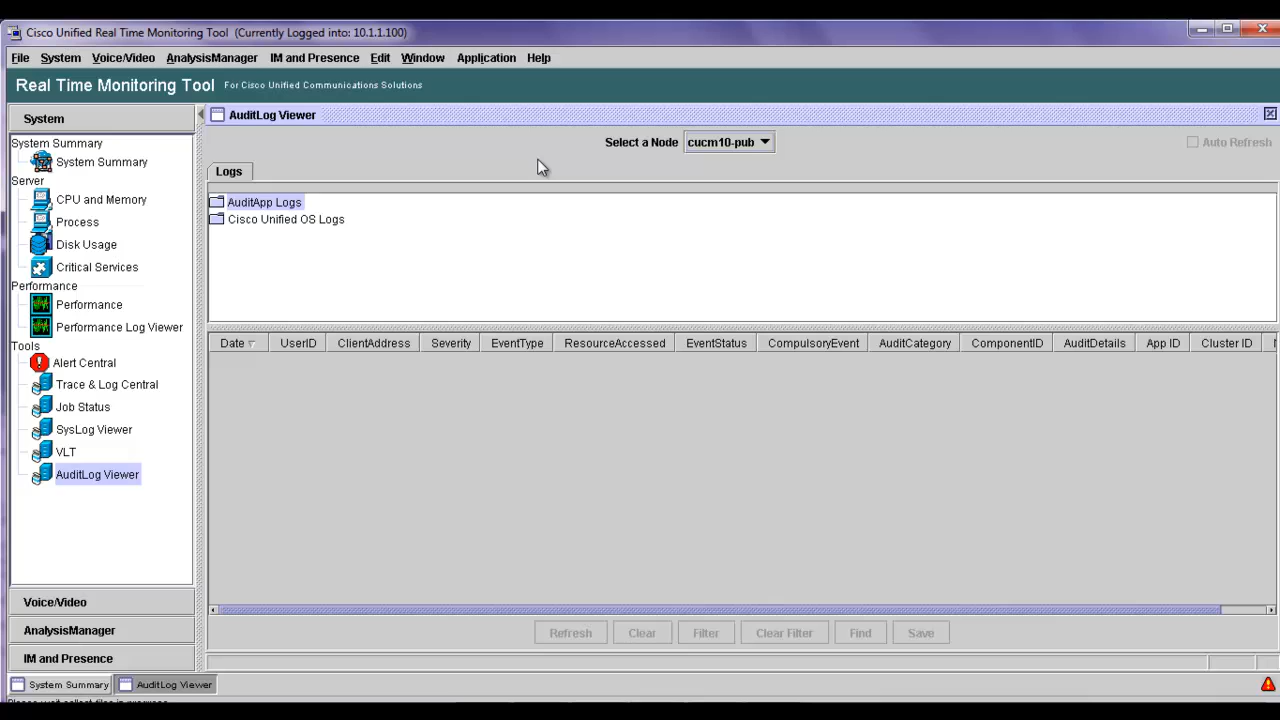 Cisco Unified Real Time Monitoring Tool (Currently Logged into: 10.1.1.100)
File System Voice/Video AnalysisManager IM and Presence Edit Window Application Help
Real Time Monitoring Tool For Cisco Unified Communications Solutions
System
System Summary
System Summary
Server
CPU and Memory
Process
Disk Usage
Critical Services
Performance
Performance
Performance Log Viewer
Tools
Alert Central
Trace & Log Central
Job Status
SysLog Viewer
VLT
AuditLog Viewer
Voice/Video
AnalysisManager
IM and Presence
AuditLog Viewer
Select a Node cucm10-pub Auto Refresh
Logs
AuditApp Logs
Cisco Unified OS Logs
Date UserID ClientAddress Severity EventType ResourceAccessed EventStatus CompulsoryEvent AuditCategory ComponentID AuditDetails App ID Cluster ID
Refresh Clear Filter Clear Filter Find Save
System Summary AuditLog Viewer